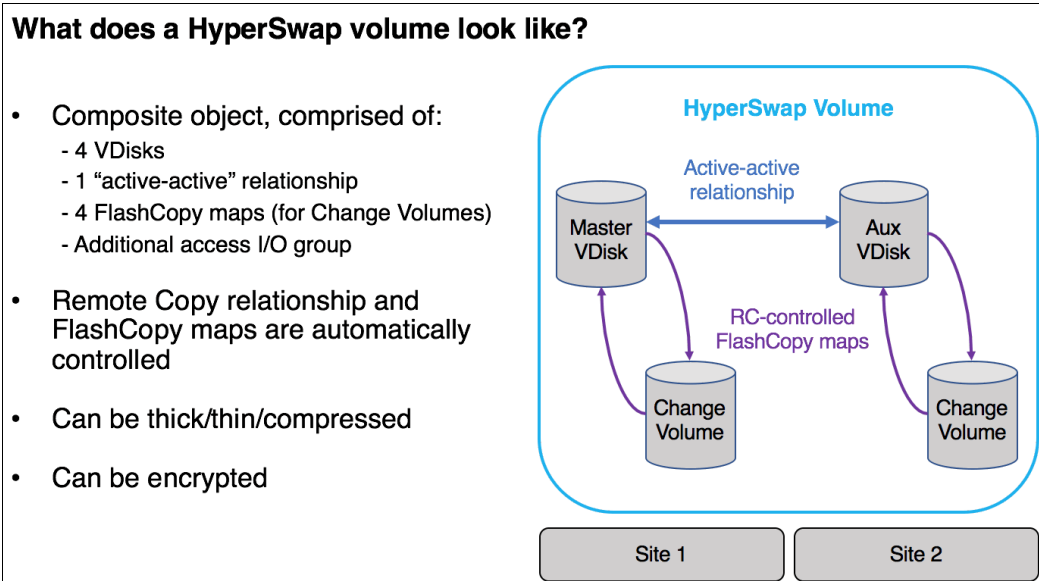 What does a HyperSwap volume look like?
• Composite object, comprised of:
- 4 VDisks
- 1 “active-active” relationship
- 4 FlashCopy maps (for Change Volumes)
- Additional access I/O group
• Remote Copy relationship and
FlashCopy maps are automatically
controlled
• Can be thick/thin/compressed
• Can be encrypted
HyperSwap Volume
Active-active
relationship
Master
VDisk
Aux
VDisk
RC-controlled
FlashCopy maps
Change
Volume
Change
Volume
Site 1
Site 2